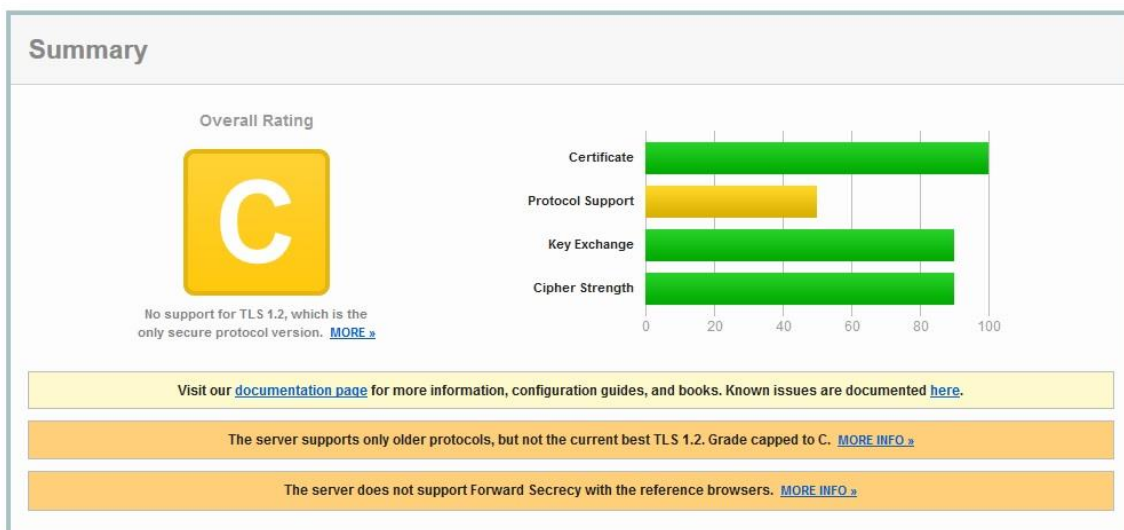 Summary
Overall Rating
C
No support for TLS 1.2, which is the
only secure protocol version. MORE »
Certificate
Protocol Support
Key Exchange
Cipher Strength
0 20 40 60 80 100
Visit our documentation page for more information, configuration guides, and books. Known issues are documented here.
The server supports only older protocols, but not the current best TLS 1.2. Grade capped to C. MORE INFO »
The server does not support Forward Secrecy with the reference browsers. MORE INFO »